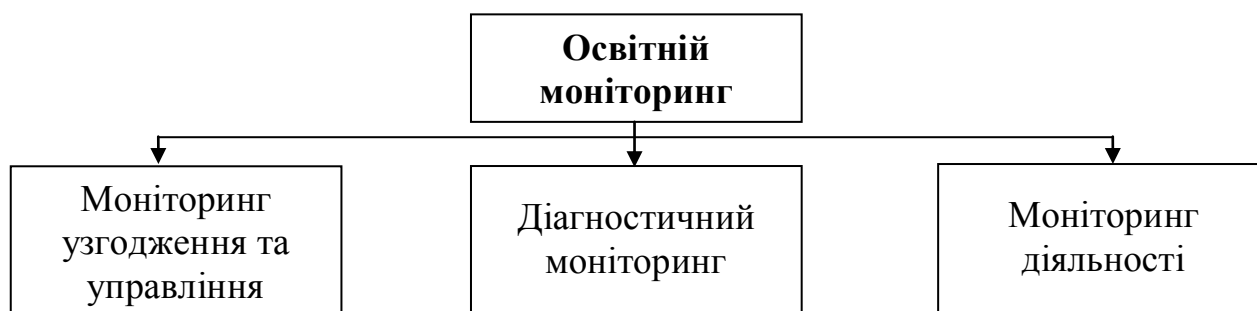 Освітній
моніторинг
Моніторинг
узгодження та
управління
Діагностичний
моніторинг
Моніторинг
діяльності